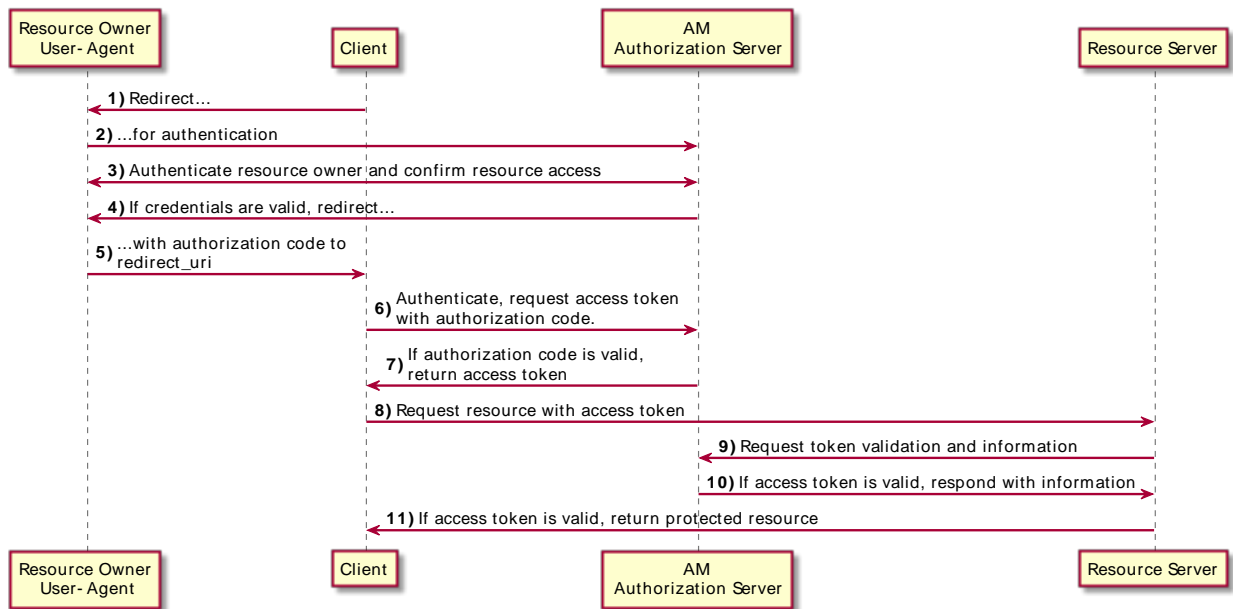 Resource Owner
User- Agent
Client
AM
Authorization Server
Resource Server
1) Redirect...
2) ...for authentication
3) Authenticate resource owner and confirm resource access
4) If credentials are valid, redirect...
5) ...with authorization code to
redirect_uri
6) Authenticate, request access token
with authorization code.
7) If authorization code is valid,
return access token
8) Request resource with access token
9) Request token validation and information
10) If access token is valid, respond with information
11) If access token is valid, return protected resource
Resource Owner
User- Agent
Client
AM
Authorization Server
Resource Server